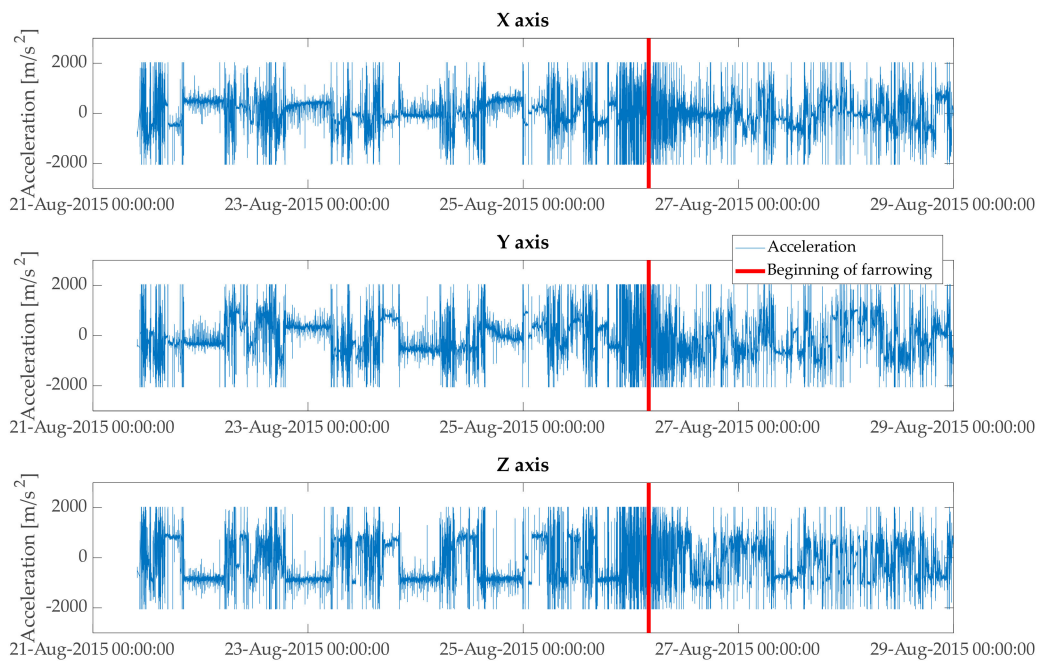 X axis
Acceleration [m/s²]
2000
0
-2000
21-Aug-2015 00:00:00 23-Aug-2015 00:00:00 25-Aug-2015 00:00:00 27-Aug-2015 00:00:00 29-Aug-2015 00:00:00
Y axis
Acceleration
Beginning of farrowing
Acceleration [m/s²]
2000
0
-2000
21-Aug-2015 00:00:00 23-Aug-2015 00:00:00 25-Aug-2015 00:00:00 27-Aug-2015 00:00:00 29-Aug-2015 00:00:00
Z axis
Acceleration [m/s²]
2000
0
-2000
21-Aug-2015 00:00:00 23-Aug-2015 00:00:00 25-Aug-2015 00:00:00 27-Aug-2015 00:00:00 29-Aug-2015 00:00:00